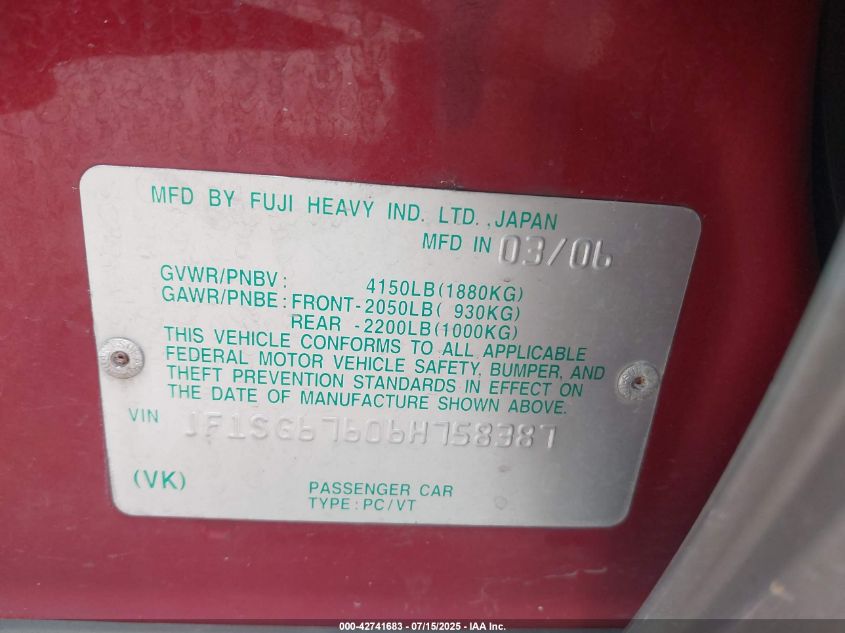 MFD BY FUJI HEAVY IND. LTD., JAPAN
MFD IN 03/06
GVWR/PNBV: 4150LB(1880KG)
GAWR/PNBE: FRONT-2050LB( 930KG)
REAR -2200LB(1000KG)
THIS VEHICLE CONFORMS TO ALL APPLICABLE
FEDERAL MOTOR VEHICLE SAFETY, BUMPER, AND
THEFT PREVENTION STANDARDS IN EFFECT ON
THE DATE OF MANUFACTURE SHOWN ABOVE.
VIN JF1SG67606H758387
(VK) PASSENGER CAR
TYPE : PC/VT
000-42741683 - 07/15/2025 - IAA Inc.